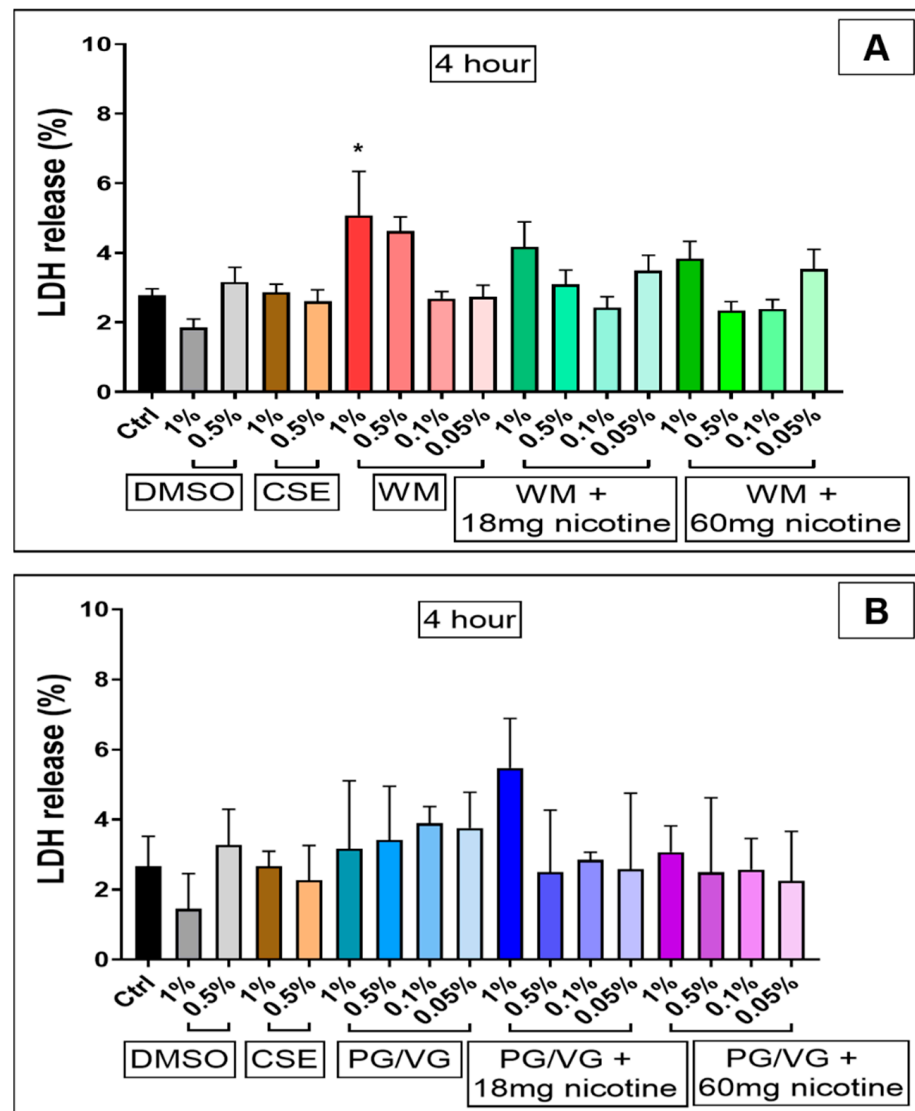 A
4 hour
LDH release (%)
10
8
6
4
2
0
*
Ctrl 1% 0.5% 1% 0.5% 1% 0.5% 0.1% 0.05% 1% 0.5% 0.1% 0.05% 1% 0.5% 0.1% 0.05%
DMSO CSE WM WM + WM +
18mg nicotine 60mg nicotine
B
4 hour
LDH release (%)
10
8
6
4
2
0
Ctrl 1% 0.5% 1% 0.5% 1% 0.5% 0.1% 0.05% 1% 0.5% 0.1% 0.05% 1% 0.5% 0.1% 0.05%
DMSO CSE PG/VG PG/VG + PG/VG +
18mg nicotine 60mg nicotine